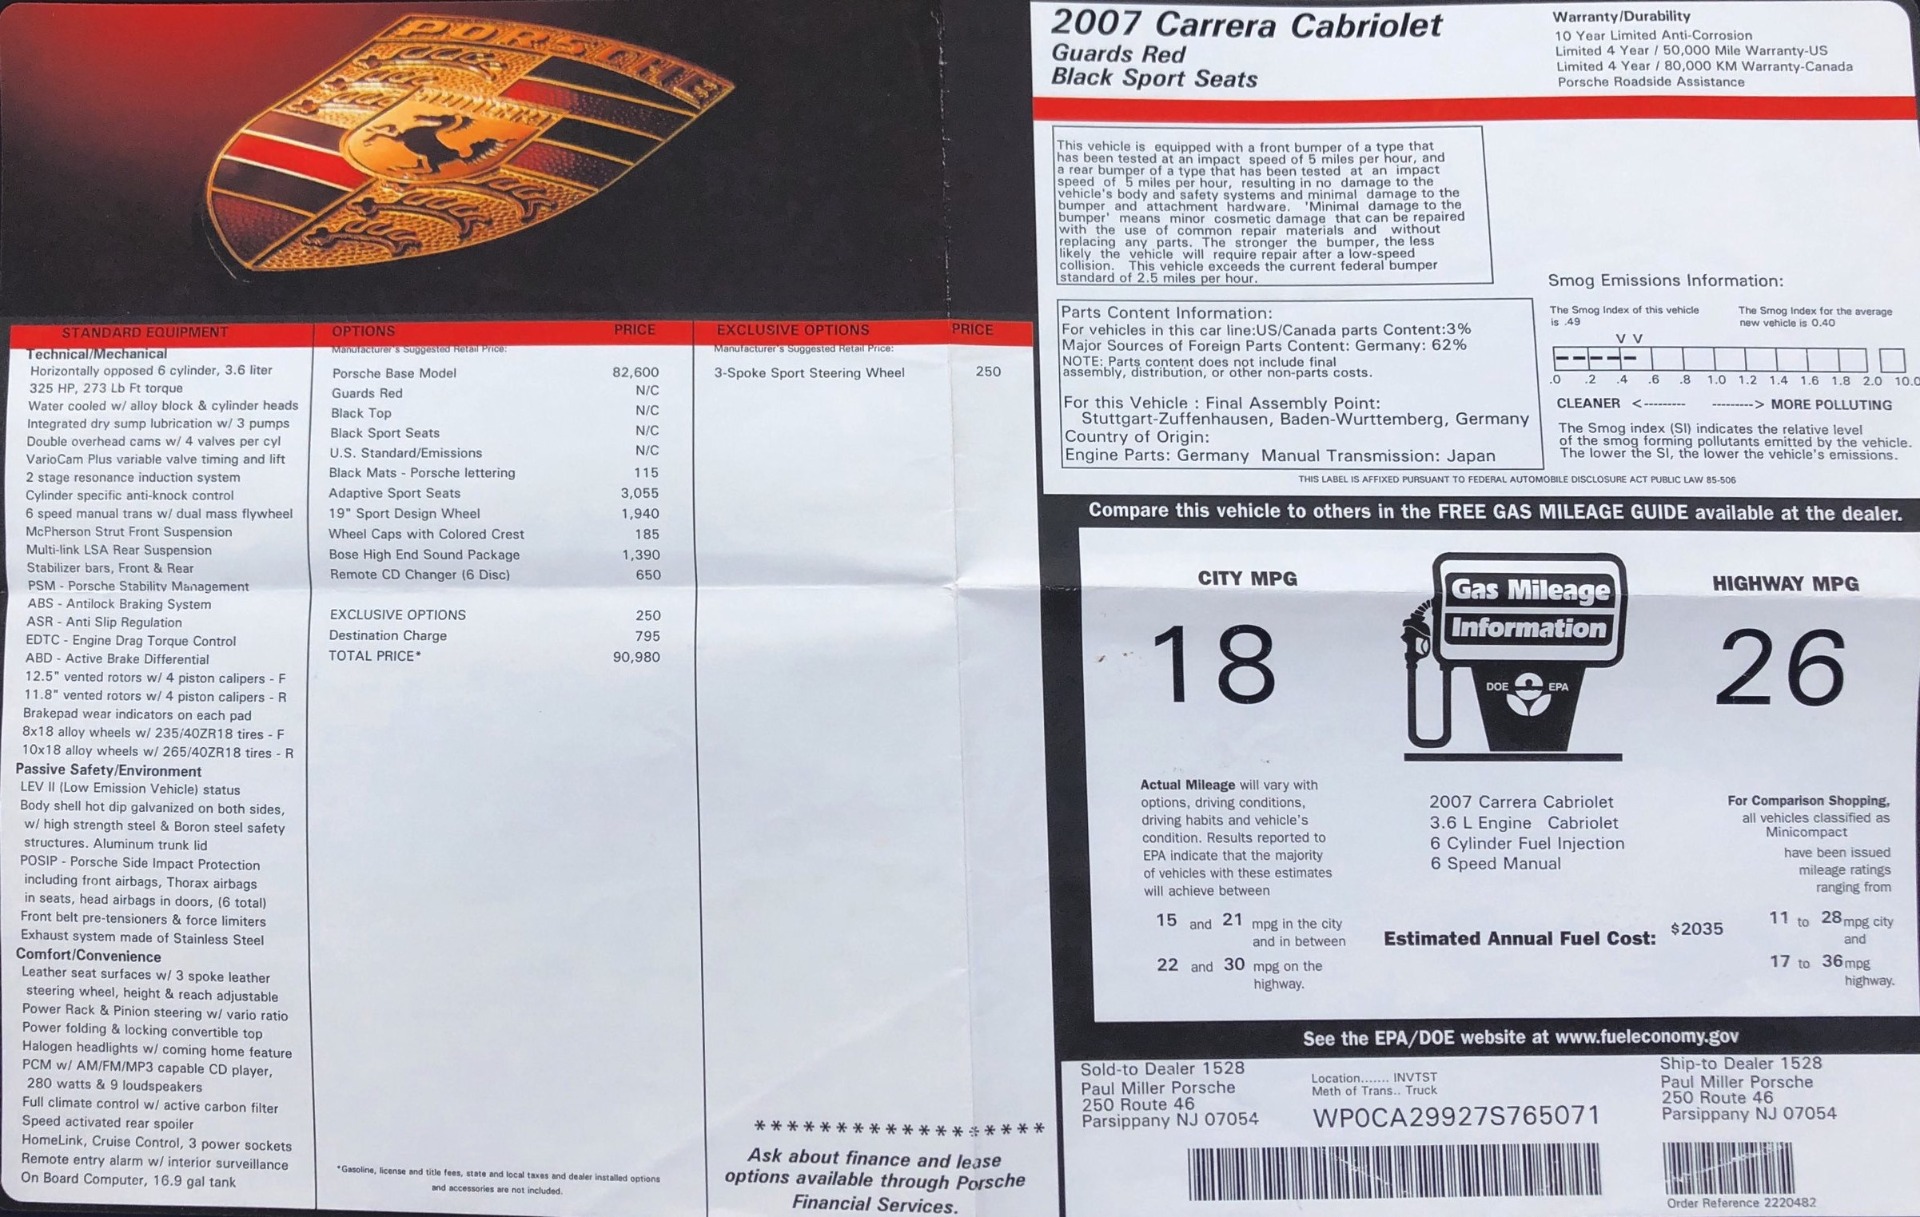 PORSCHE
STANDARD EQUIPMENT
Technical/Mechanical
Horizontally opposed 6 cylinder, 3.6 liter
325 HP, 273 Lb Ft torque
Water cooled w/ alloy block & cylinder heads
Integrated dry sump lubrication w/ 3 pumps
Double overhead cams w/ 4 valves per cyl
VarioCam Plus variable valve timing and lift
2 stage resonance induction system
Cylinder specific anti-knock control
6 speed manual trans w/ dual mass flywheel
McPherson Strut Front Suspension
Multi-link LSA Rear Suspension
Stabilizer bars, Front & Rear
PSM - Porsche Stability Management
ABS - Antilock Braking System
ASR - Anti Slip Regulation
EDTC - Engine Drag Torque Control
ABD - Active Brake Differential
12.5" vented rotors w/ 4 piston calipers - F
11.8" vented rotors w/ 4 piston calipers - R
Brakepad wear indicators on each pad
8x18 alloy wheels w/ 235/40ZR18 tires - F
10x18 alloy wheels w/ 265/40ZR18 tires - R
Passive Safety/Environment
LEV II (Low Emission Vehicle) status
Body shell hot dip galvanized on both sides,
w/ high strength steel & Boron steel safety
structures. Aluminum trunk lid
POSIP - Porsche Side Impact Protection
including front airbags, Thorax airbags
in seats, head airbags in doors, (6 total)
Front belt pre-tensioners & force limiters
Exhaust system made of Stainless Steel
Comfort/Convenience
Leather seat surfaces w/ 3 spoke leather
steering wheel, height & reach adjustable
Power Rack & Pinion steering w/ vario ratio
Power folding & locking convertible top
Halogen headlights w/ coming home feature
PCM w/ AM/FM/MP3 capable CD player,
280 watts & 9 loudspeakers
Full climate control w/ active carbon filter
Speed activated rear spoiler
HomeLink, Cruise Control, 3 power sockets
Remote entry alarm w/ interior surveillance
On Board Computer, 16.9 gal tank
OPTIONS PRICE
Manufacturer's Suggested Retail Price:
Porsche Base Model 82,600
Guards Red N/C
Black Top N/C
Black Sport Seats N/C
U.S. Standard/Emissions N/C
Black Mats - Porsche lettering 115
Adaptive Sport Seats 3,055
19" Sport Design Wheel 1,940
Wheel Caps with Colored Crest 185
Bose High End Sound Package 1,390
Remote CD Changer (6 Disc) 650
EXCLUSIVE OPTIONS 250
Destination Charge 795
TOTAL PRICE* 90,980
*Gasoline, license and title fees, state and local taxes and dealer installed options
and accessories are not included.
EXCLUSIVE OPTIONS PRICE
Manufacturer's Suggested Retail Price:
3-Spoke Sport Steering Wheel 250
* * * * * * * * * * * * * * * * * * * *
Ask about finance and lease
options available through Porsche
Financial Services.
2007 Carrera Cabriolet
Guards Red
Black Sport Seats
Warranty/Durability
10 Year Limited Anti-Corrosion
Limited 4 Year / 50,000 Mile Warranty-US
Limited 4 Year / 80,000 KM Warranty-Canada
Porsche Roadside Assistance
This vehicle is equipped with a front bumper of a type that
has been tested at an impact speed of 5 miles per hour, and
a rear bumper of a type that has been tested at an impact
speed of 5 miles per hour, resulting in no damage to the
vehicle's body and safety systems and minimal damage to the
bumper and attachment hardware. 'Minimal damage to the
bumper' means minor cosmetic damage that can be repaired
with the use of common repair materials and without
replacing any parts. The stronger the bumper, the less
likely the vehicle will require repair after a low-speed
collision. This vehicle exceeds the current federal bumper
standard of 2.5 miles per hour.
Parts Content Information:
For vehicles in this car line:US/Canada parts Content:3%
Major Sources of Foreign Parts Content: Germany: 62%
NOTE: Parts content does not include final
assembly, distribution, or other non-parts costs.
For this Vehicle : Final Assembly Point:
Stuttgart-Zuffenhausen, Baden-Wurttemberg, Germany
Country of Origin:
Engine Parts: Germany Manual Transmission: Japan
Smog Emissions Information:
The Smog Index of this vehicle
is .49
The Smog Index for the average
new vehicle is 0.40
V V
.0 .2 .4 .6 .8 1.0 1.2 1.4 1.6 1.8 2.0 10.0
CLEANER <--------- ---------> MORE POLLUTING
The Smog index (SI) indicates the relative level
of the smog forming pollutants emitted by the vehicle.
The lower the SI, the lower the vehicle's emissions.
THIS LABEL IS AFFIXED PURSUANT TO FEDERAL AUTOMOBILE DISCLOSURE ACT PUBLIC LAW 85-506
Compare this vehicle to others in the FREE GAS MILEAGE GUIDE available at the dealer.
CITY MPG
18
Gas Mileage
Information
DOE EPA
HIGHWAY MPG
26
Actual Mileage will vary with
options, driving conditions,
driving habits and vehicle's
condition. Results reported to
EPA indicate that the majority
of vehicles with these estimates
will achieve between
15 and 21 mpg in the city
and in between
22 and 30 mpg on the
highway.
2007 Carrera Cabriolet
3.6 L Engine Cabriolet
6 Cylinder Fuel Injection
6 Speed Manual
Estimated Annual Fuel Cost: $2035
For Comparison Shopping,
all vehicles classified as
Minicompact
have been issued
mileage ratings
ranging from
11 to 28 mpg city
and
17 to 36 mpg
highway.
See the EPA/DOE website at www.fueleconomy.gov
Sold-to Dealer 1528
Paul Miller Porsche
250 Route 46
Parsippany NJ 07054
Location....... INVTST
Meth of Trans.. Truck
WP0CA29927S765071
Ship-to Dealer 1528
Paul Miller Porsche
250 Route 46
Parsippany NJ 07054
Order Reference 2220482